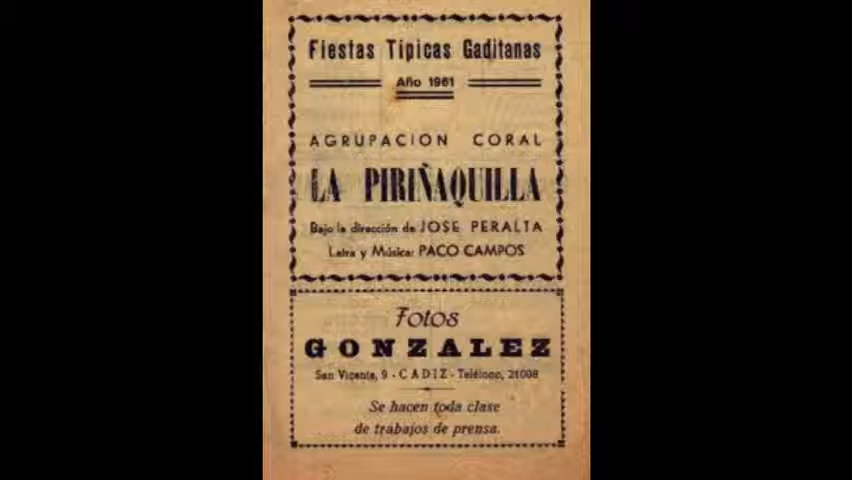 Fiestas Típicas Gaditanas
Año 1961
AGRUPACION CORAL
LA PIRIÑAQUILLA
Bajo la dirección de JOSE PERALTA
Letra y Música: PACO CAMPOS
Fotos
GONZALEZ
San Vicente, 9 - CADIZ - Teléfono, 21008
Se hacen toda clase
de trabajos de prensa.